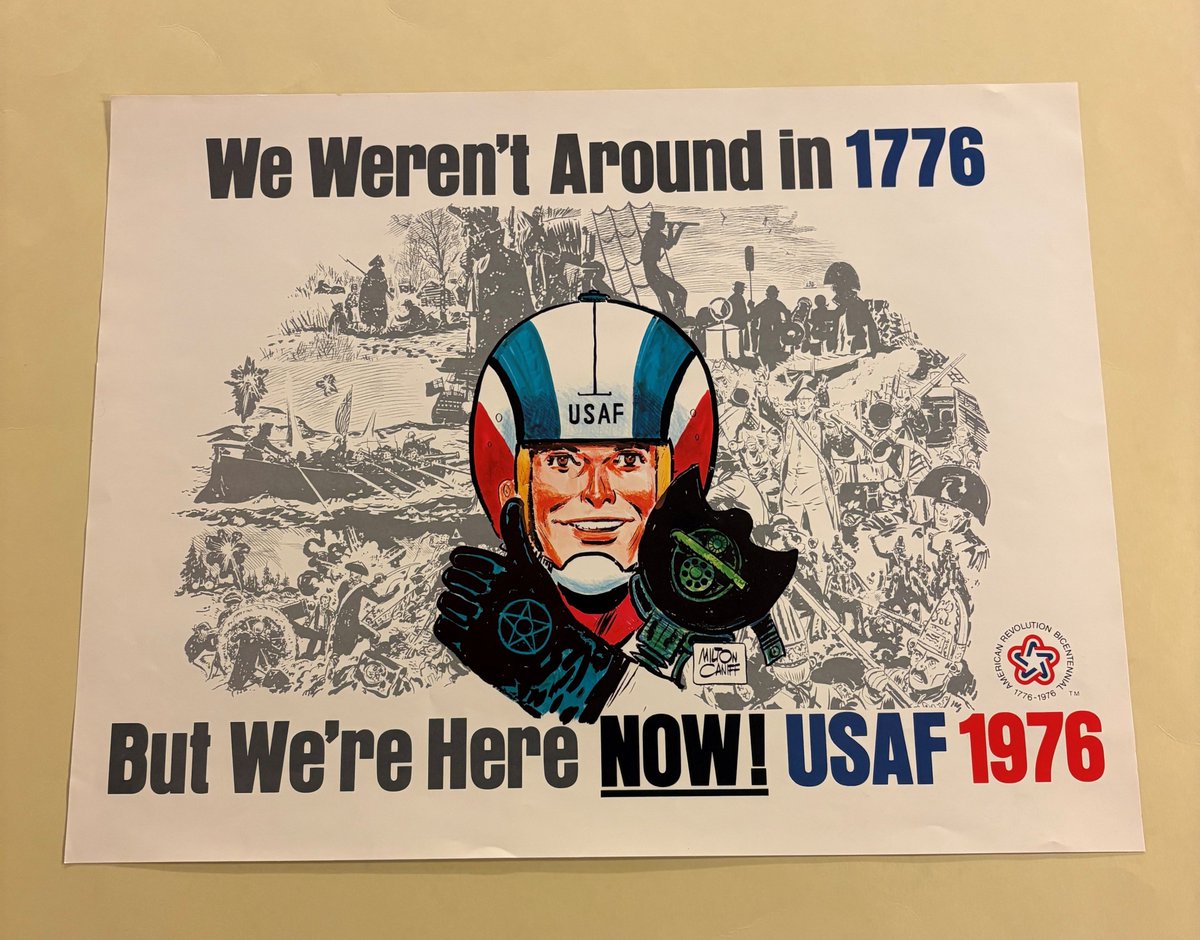 We Weren't Around in 1776
USAF
MILTON
CANIFF
AMERICAN REVOLUTION BICENTENNIAL
1776-1976
TM
But We're Here NOW! USAF 1976